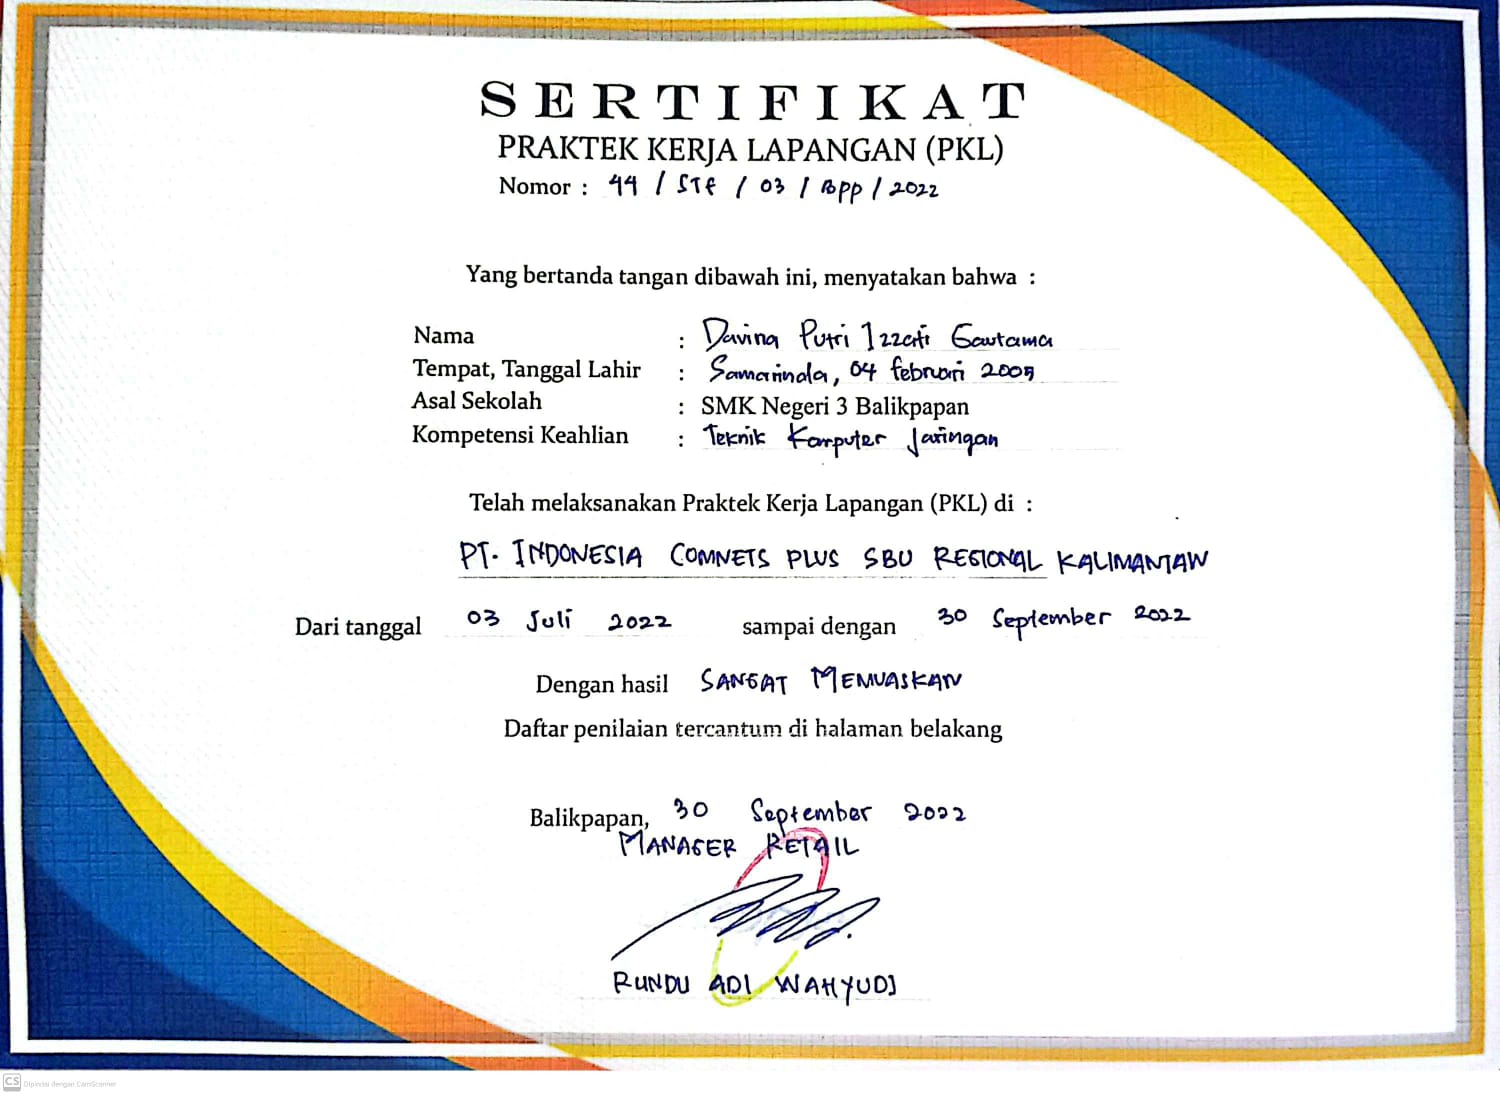 SERTIFIKAT
PRAKTEK KERJA LAPANGAN (PKL)
Nomor : 44 / STF / 03 / BPP / 2022
Yang bertanda tangan dibawah ini, menyatakan bahwa :
Nama : Davina Putri Izzati Gautama
Tempat, Tanggal Lahir : Samarinda, 04 februari 2005
Asal Sekolah : SMK Negeri 3 Balikpapan
Kompetensi Keahlian : Teknik Komputer Jaringan
Telah melaksanakan Praktek Kerja Lapangan (PKL) di :
PT. INDONESIA COMNETS PLUS SBU REGIONAL KALIMANTAN
Dari tanggal 03 Juli 2022 sampai dengan 30 September 2022
Dengan hasil SANGAT MEMUASKAN
Daftar penilaian tercantum di halaman belakang
Balikpapan, 30 September 2022
MANAGER RETAIL
RUNDU ADI WAHYUDI
CS Dipindai dengan CamScanner